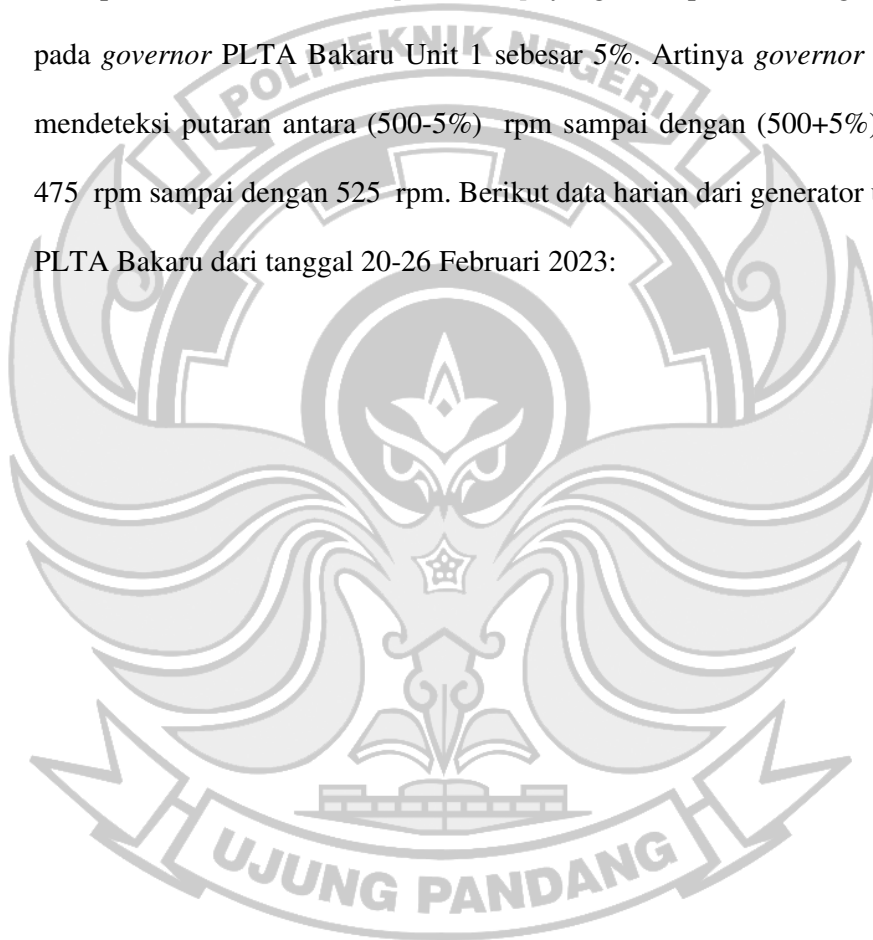 pada governor PLTA Bakaru Unit 1 sebesar 5%. Artinya governor
mendeteksi putaran antara (500-5%) rpm sampai dengan (500+5%)
475 rpm sampai dengan 525 rpm. Berikut data harian dari generator
PLTA Bakaru dari tanggal 20-26 Februari 2023:
POLITEKNIK NEGERI
UJUNG PANDANG